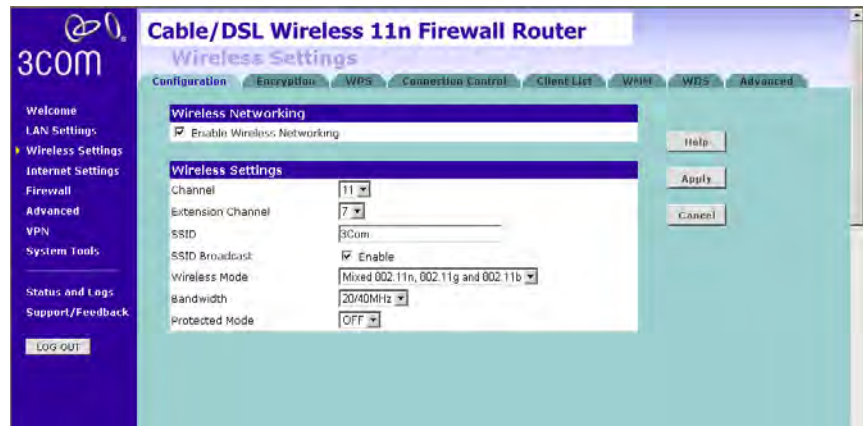 3COM
Cable/DSL Wireless 11n Firewall Router
Wireless Settings
Configuration Encryption WPS Connection Control Client List WMM WDS Advanced
Welcome
LAN Settings
Wireless Settings
Internet Settings
Firewall
Advanced
VPN
System Tools
Status and Logs
Support/Feedback
LOG OUT
Wireless Networking
Enable Wireless Networking
Wireless Settings
Channel 11
Extension Channel 7
SSID 3Com
SSID Broadcast Enable
Wireless Mode Mixed 802.11n, 802.11g and 802.11b
Bandwidth 20/40MHz
Protected Mode OFF
Help
Apply
Cancel